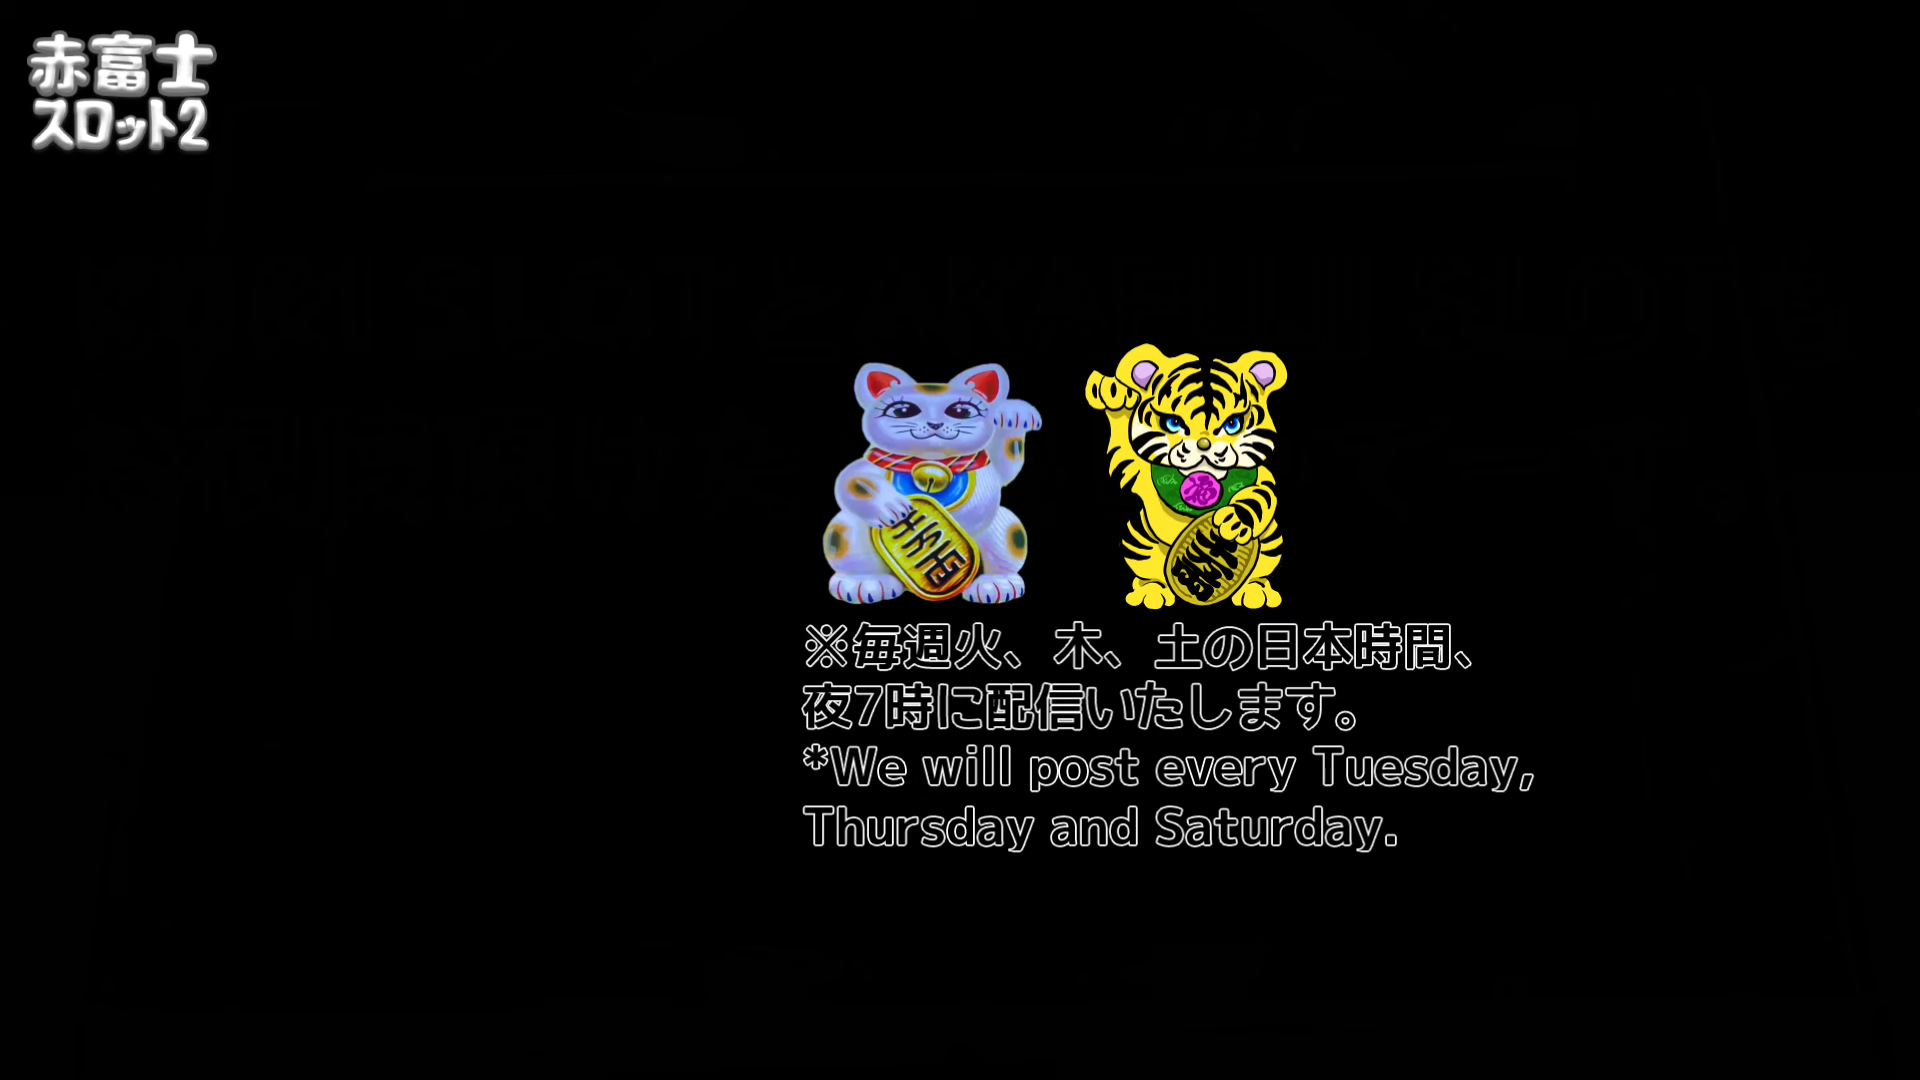 赤富士
スロット2
福
※毎週火、木、土の日本時間、
夜7時に配信いたします。
*We will post every Tuesday,
Thursday and Saturday.